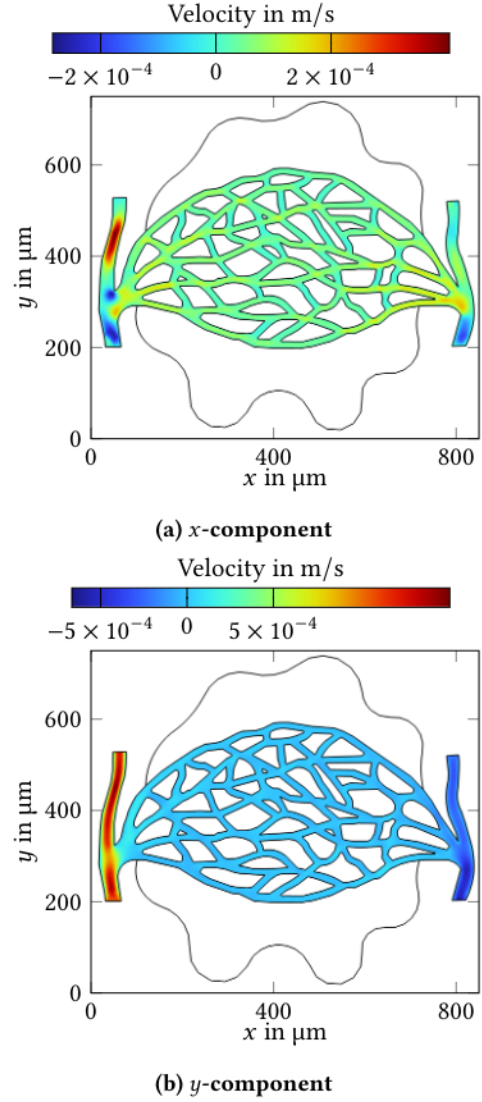 Velocity in m/s
−2 × 10⁻⁴ 0 2 × 10⁻⁴
600
400
200
0
y in μm
0 400 800
x in μm
(a) x-component
Velocity in m/s
−5 × 10⁻⁴ 0 5 × 10⁻⁴
600
400
200
0
y in μm
0 400 800
x in μm
(b) y-component